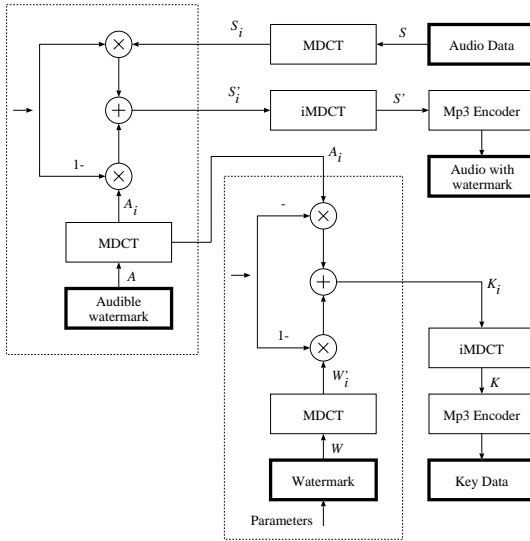 S_i
MDCT
S
Audio Data
S'_i
iMDCT
S'
Mp3 Encoder
1-
A_i
Audio with
watermark
A_i
MDCT
-
A
Audible
watermark
K_i
1-
iMDCT
W'_i
K
MDCT
Mp3 Encoder
W
Watermark
Key Data
Parameters